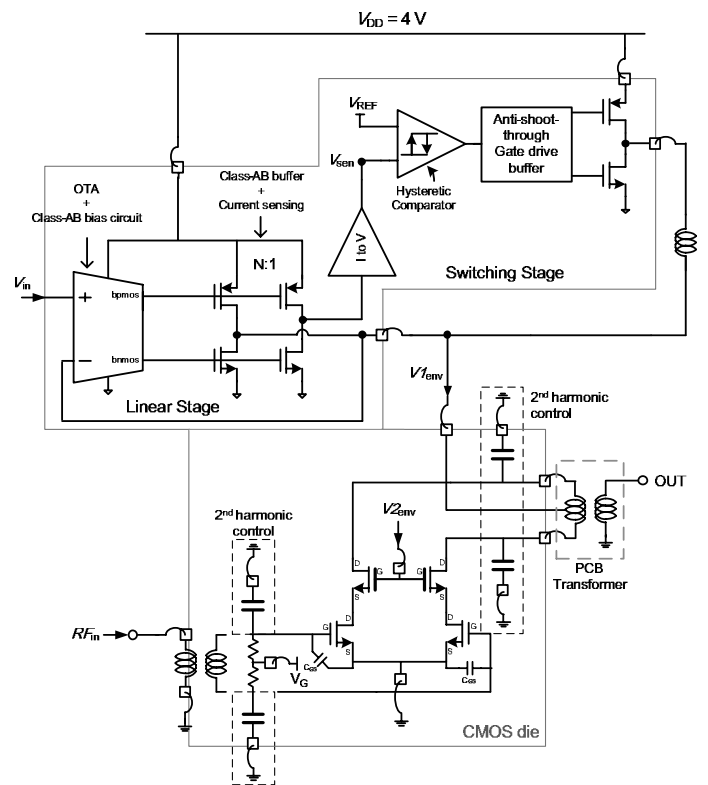 VDD = 4 V
VREF
Vsen
Hysteretic
Comparator
Anti-shoot-
through
Gate drive
buffer
OTA
+
Class-AB bias circuit
Class-AB buffer
+
Current sensing
N:1
I to V
Switching Stage
Vin
+
bpmos
−
bnmos
Linear Stage
V1env
2nd harmonic
control
OUT
PCB
Transformer
2nd harmonic
control
V2env
D
G
S
D
G
S
RFin
G
D
S
CGS
D
G
S
CGS
VG
CMOS die